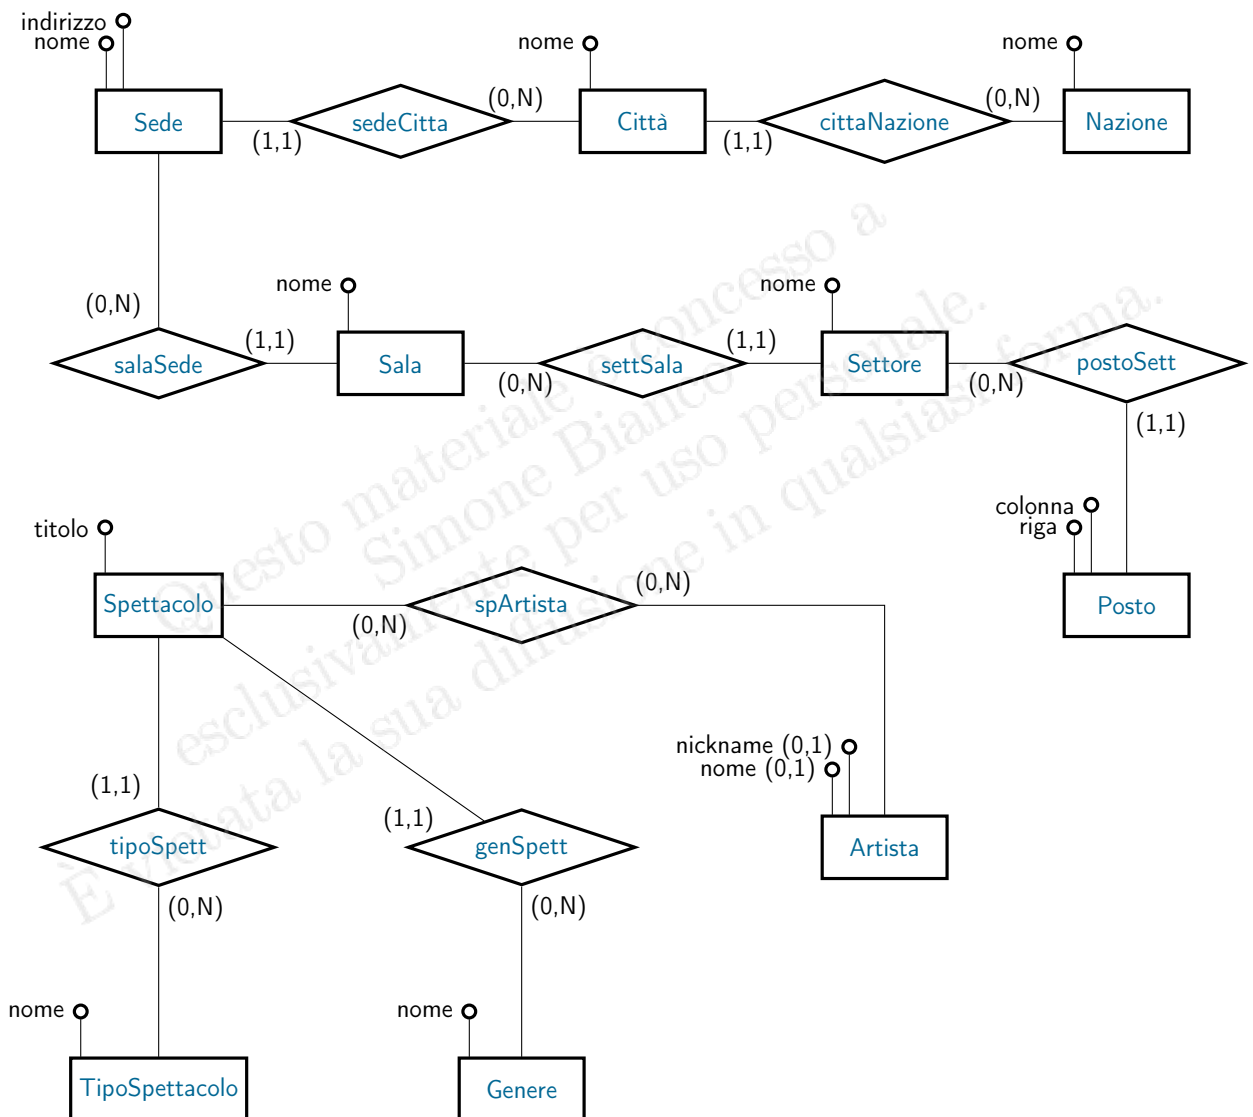 indirizzo
nome
nome
nome
Sede
(1,1)
sedeCitta
(0,N)
Città
(1,1)
cittaNazione
(0,N)
Nazione
(0,N)
nome
nome
salaSede
(1,1)
Sala
(0,N)
settSala
(1,1)
Settore
(0,N)
postoSett
(1,1)
colonna
riga
Posto
titolo
Spettacolo
(0,N)
spArtista
(0,N)
nickname (0,1)
nome (0,1)
Artista
(1,1)
tipoSpett
(0,N)
(1,1)
genSpett
(0,N)
nome
TipoSpettacolo
nome
Genere
Questo materiale è concesso a
Simone Bianco
esclusivamente per uso personale.
È vietata la sua diffusione in qualsiasi forma.